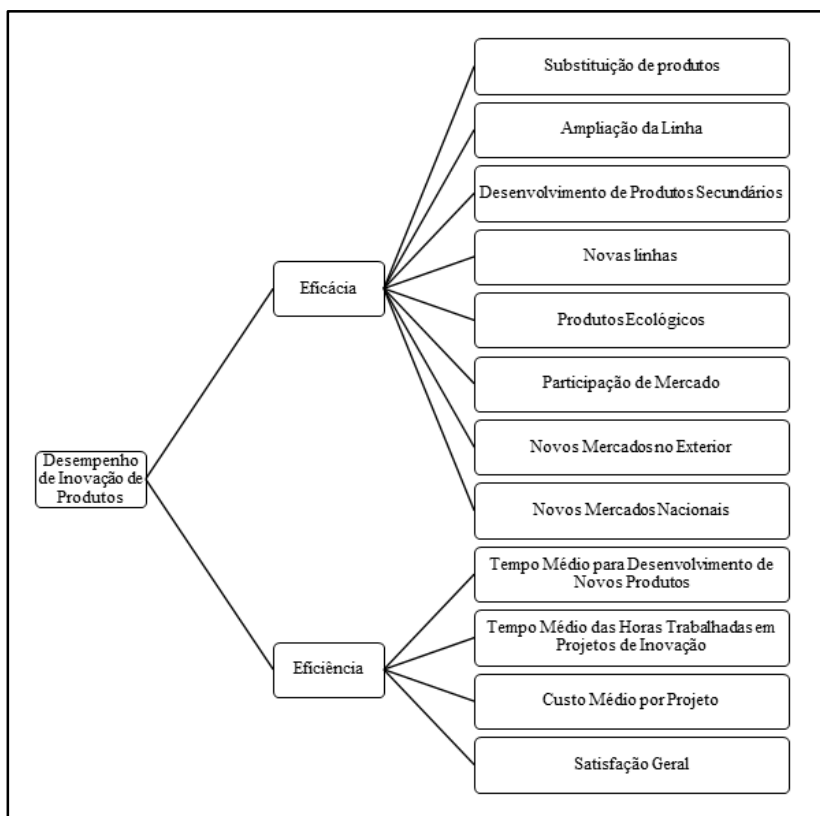 Substituição de produtos
Ampliação da Linha
Desenvolvimento de Produtos Secundários
Novas linhas
Eficácia
Produtos Ecológicos
Participação de Mercado
Desempenho
de Inovação de
Produtos
Novos Mercados no Exterior
Novos Mercados Nacionais
Tempo Médio para Desenvolvimento de
Novos Produtos
Tempo Médio das Horas Trabalhadas em
Projetos de Inovação
Eficiência
Custo Médio por Projeto
Satisfação Geral